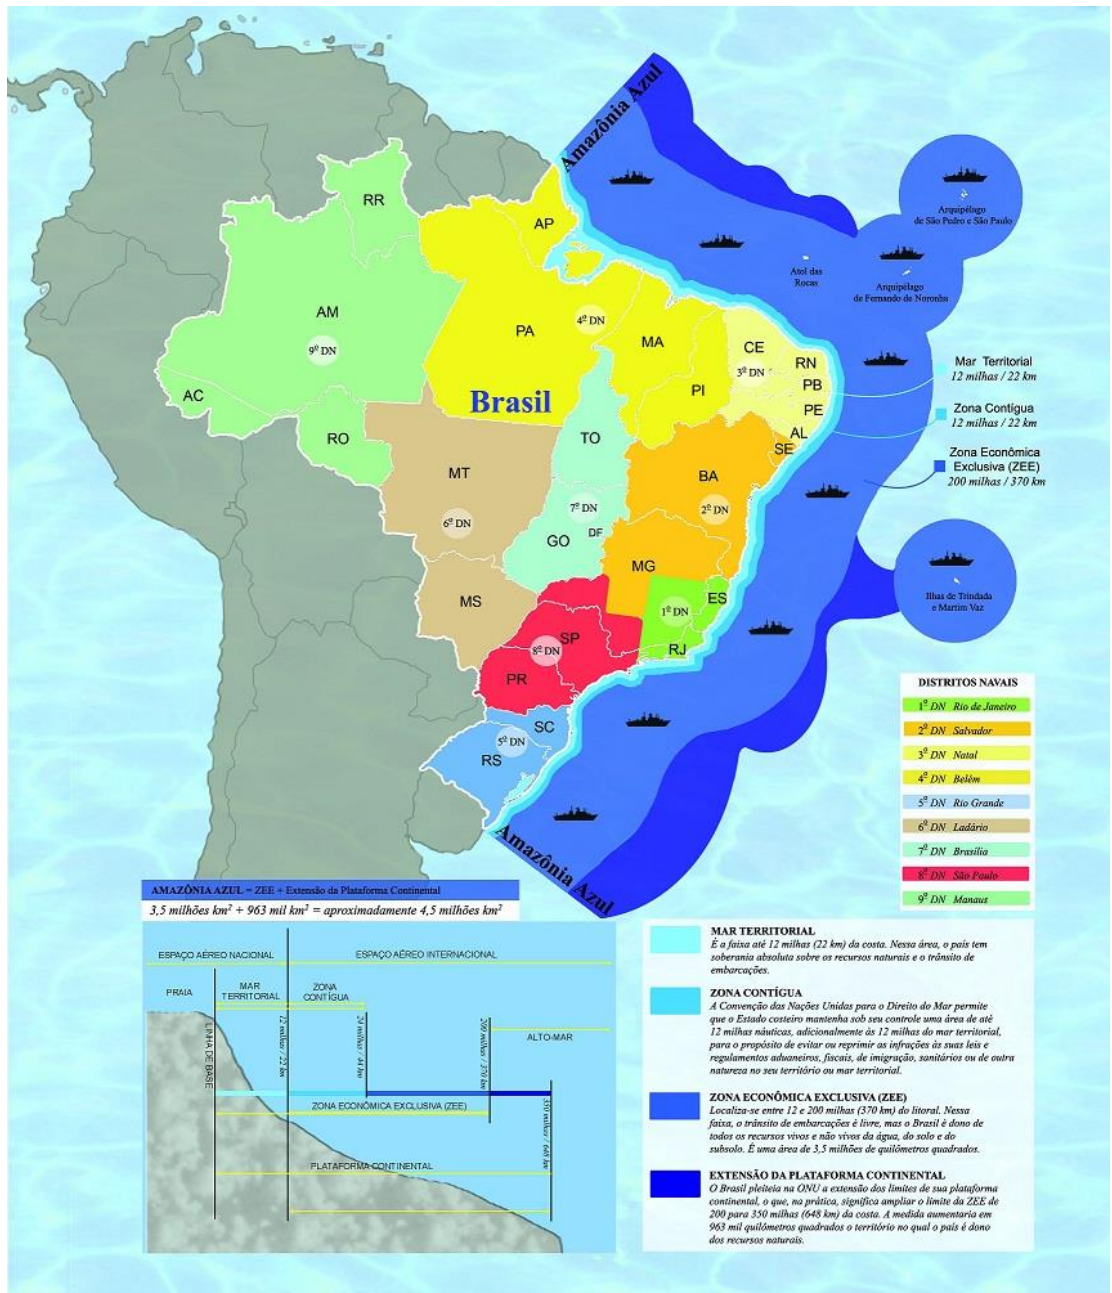 Amazônia Azul
RR
AP
Arquipélago
de São Pedro e São Paulo
Atol das
Rocas
Arquipélago
de Fernando de Noronha
AM
9º DN
PA
4º DN
MA
CE
3º DN
RN
PB
PI
PE
AL
SE
AC
RO
Brasil
TO
MT
6º DN
BA
2º DN
7º DN
DF
GO
MG
MS
ES
1º DN
SP
8º DN
RJ
PR
SC
5º DN
RS
Mar Territorial
12 milhas / 22 km
Zona Contígua
12 milhas / 22 km
Zona Econômica
Exclusiva (ZEE)
200 milhas / 370 km
Ilhas de Trindada
e Martim Vaz
Amazônia Azul
DISTRITOS NAVAIS
1º DN Rio de Janeiro
2º DN Salvador
3º DN Natal
4º DN Belém
5º DN Rio Grande
6º DN Ladário
7º DN Brasília
8º DN São Paulo
9º DN Manaus
AMAZÔNIA AZUL = ZEE + Extensão da Plataforma Continental
3,5 milhões km² + 963 mil km² = aproximadamente 4,5 milhões km²
ESPAÇO AÉREO NACIONAL
ESPAÇO AÉREO INTERNACIONAL
PRAIA
MAR
TERRITORIAL
ZONA
CONTÍGUA
ALTO-MAR
LINHA DE BASE
12 milhas / 22 km
24 milhas / 44 km
200 milhas / 370 km
350 milhas / 648 km
ZONA ECONÔMICA EXCLUSIVA (ZEE)
PLATAFORMA CONTINENTAL
MAR TERRITORIAL
É a faixa até 12 milhas (22 km) da costa. Nessa área, o país tem
soberania absoluta sobre os recursos naturais e o trânsito de
embarcações.
ZONA CONTÍGUA
A Convenção das Nações Unidas para o Direito do Mar permite
que o Estado costeiro mantenha sob seu controle uma área de até
12 milhas náuticas, adicionalmente às 12 milhas do mar territorial,
para o propósito de evitar ou reprimir as infrações às suas leis e
regulamentos aduaneiros, fiscais, de imigração, sanitários ou de outra
natureza no seu território ou mar territorial.
ZONA ECONÔMICA EXCLUSIVA (ZEE)
Localiza-se entre 12 e 200 milhas (370 km) do litoral. Nessa
faixa, o trânsito de embarcações é livre, mas o Brasil é dono de
todos os recursos vivos e não vivos da água, do solo e do
subsolo. É uma área de 3,5 milhões de quilômetros quadrados.
EXTENSÃO DA PLATAFORMA CONTINENTAL
O Brasil pleiteia na ONU a extensão dos limites de sua plataforma
continental, o que, na prática, significa ampliar o limite da ZEE de
200 para 350 milhas (648 km) da costa. A medida aumentaria em
963 mil quilômetros quadrados o território no qual o país é dono
dos recursos naturais.